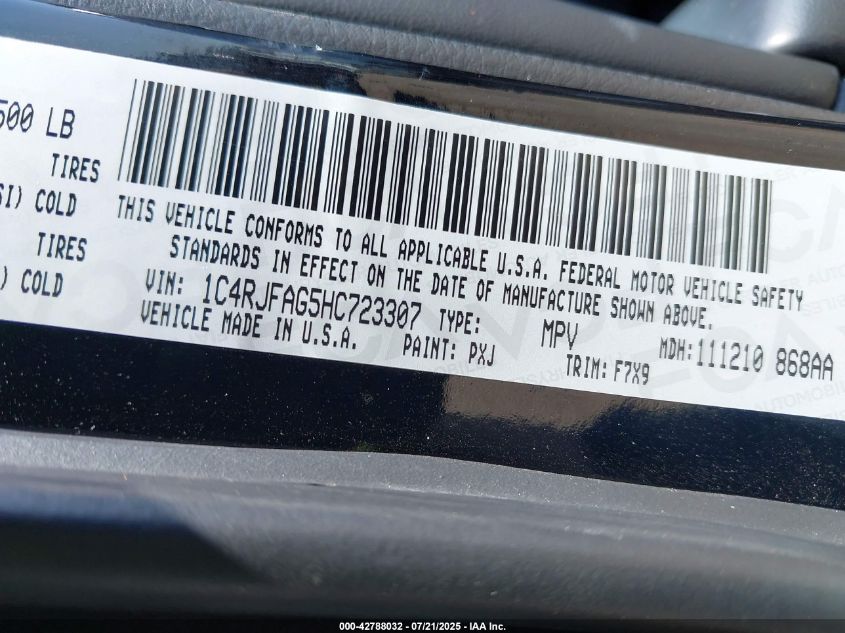 500 LB
TIRES
SI) COLD
TIRES
) COLD
THIS VEHICLE CONFORMS TO ALL APPLICABLE U.S.A. FEDERAL MOTOR VEHICLE SAFETY
STANDARDS IN EFFECT ON THE DATE OF MANUFACTURE SHOWN ABOVE.
VIN: 1C4RJFAG5HC723307 TYPE: MPV MDH: 111210 868AA
VEHICLE MADE IN U.S.A. PAINT: PXJ TRIM: F7X9
000-42788032 / 07/21/2025 - IAA Inc.